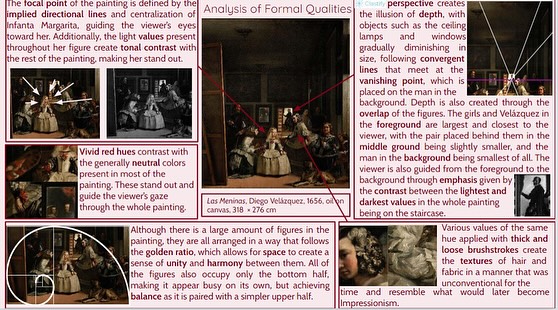 The focal point of the painting is defined by the
implied directional lines and centralization of
Infanta Margarita, guiding the viewer's eyes
toward her. Additionally, the light values present
throughout her figure create tonal contrast with
the rest of the painting, making her stand out.
Analysis of Formal Qualities
perspective creates
the illusion of depth, with
objects such as the ceiling
lamps and windows
gradually diminishing in
size, following convergent
lines that meet at the
vanishing point, which is
placed on the man in the
background. Depth is also created through the
overlap of the figures. The girls and Velázquez in
the foreground are largest and closest to the
viewer, with the pair placed behind them in the
middle ground being slightly smaller, and the
man in the background being smallest of all. The
viewer is also guided from the foreground to the
background through emphasis given by
the contrast between the lightest and
darkest values in the whole painting
being on the staircase.
Vivid red hues contrast with
the generally neutral colors
present in most of the
painting. These stand out and
guide the viewer's gaze
through the whole painting.
Las Meninas, Diego Velázquez, 1656, oil on
canvas, 318 × 276 cm
Although there is a large amount of figures in the
painting, they are all arranged in a way that follows
the golden ratio, which allows for space to create a
sense of unity and harmony between them. All of
the figures also occupy only the bottom half,
making it appear busy on its own, but achieving
balance as it is paired with a simpler upper half.
Various values of the same
hue applied with thick and
loose brushstrokes create
the textures of hair and
fabric in a manner that was
unconventional for the
time and resemble what would later become
Impressionism.